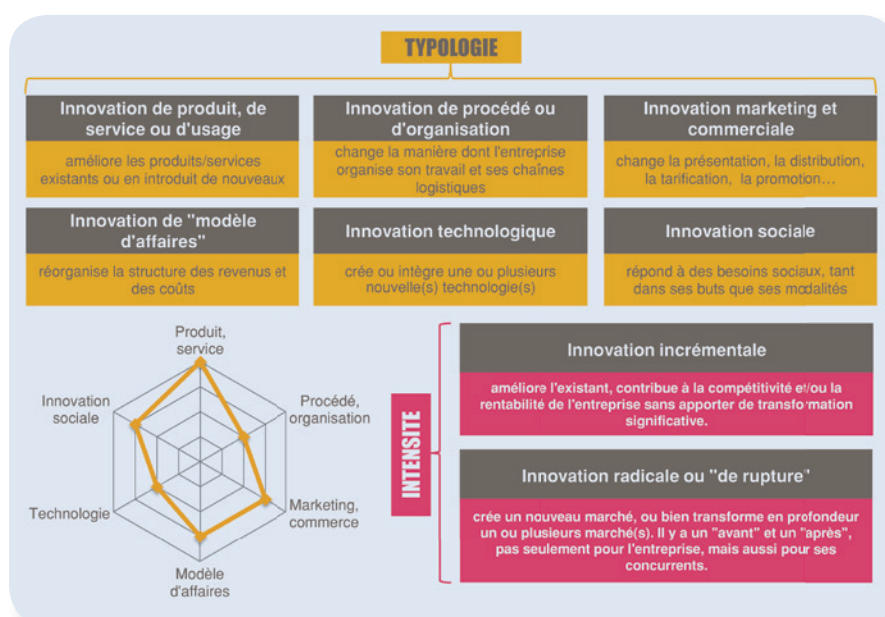 TYPOLOGIE
Innovation de produit, de
service ou d'usage
améliore les produits/services
existants ou en introduit de nouveaux
Innovation de procédé ou
d'organisation
change la manière dont l'entreprise
organise son travail et ses chaînes
logistiques
Innovation marketing et
commerciale
change la présentation, la distribution,
la tarification, la promotion…
Innovation de "modèle
d'affaires"
réorganise la structure des revenus et
des coûts
Innovation technologique
crée ou intègre une ou plusieurs
nouvelle(s) technologie(s)
Innovation sociale
répond à des besoins sociaux, tant
dans ses buts que ses modalités
Produit,
service
Procédé,
organisation
Marketing,
commerce
Modèle
d'affaires
Technologie
Innovation
sociale
INTENSITE
Innovation incrémentale
améliore l'existant, contribue à la compétitivité et/ou la
rentabilité de l'entreprise sans apporter de transformation
significative.
Innovation radicale ou "de rupture"
crée un nouveau marché, ou bien transforme en profondeur
un ou plusieurs marché(s). Il y a un "avant" et un "après",
pas seulement pour l'entreprise, mais aussi pour ses
concurrents.